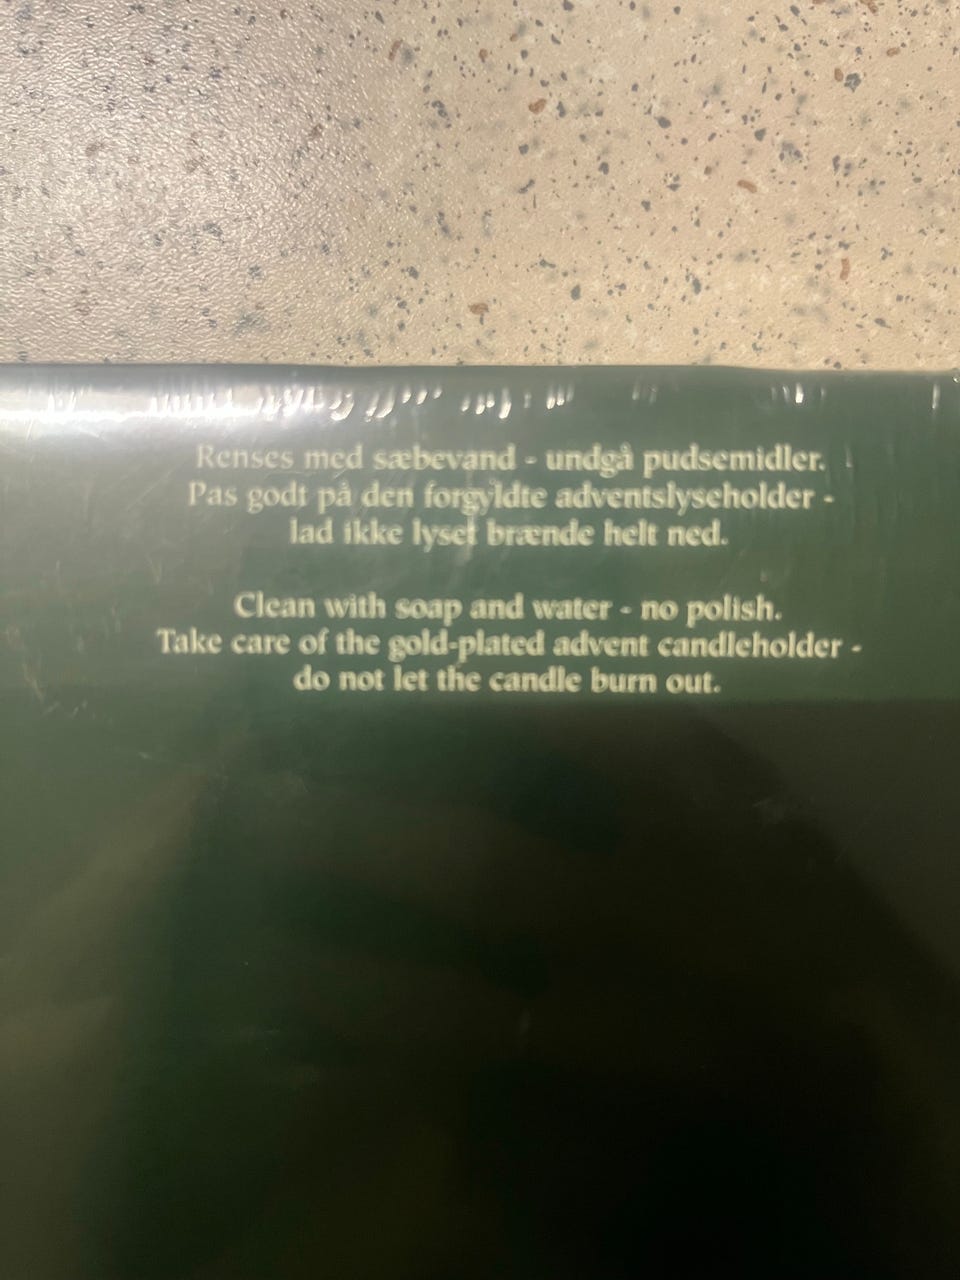 Renses med sæbevand - undgå pudsemidler.
Pas godt på den forgyldte adventslyseholder -
lad ikke lyset brænde helt ned.
Clean with soap and water - no polish.
Take care of the gold-plated advent candleholder -
do not let the candle burn out.